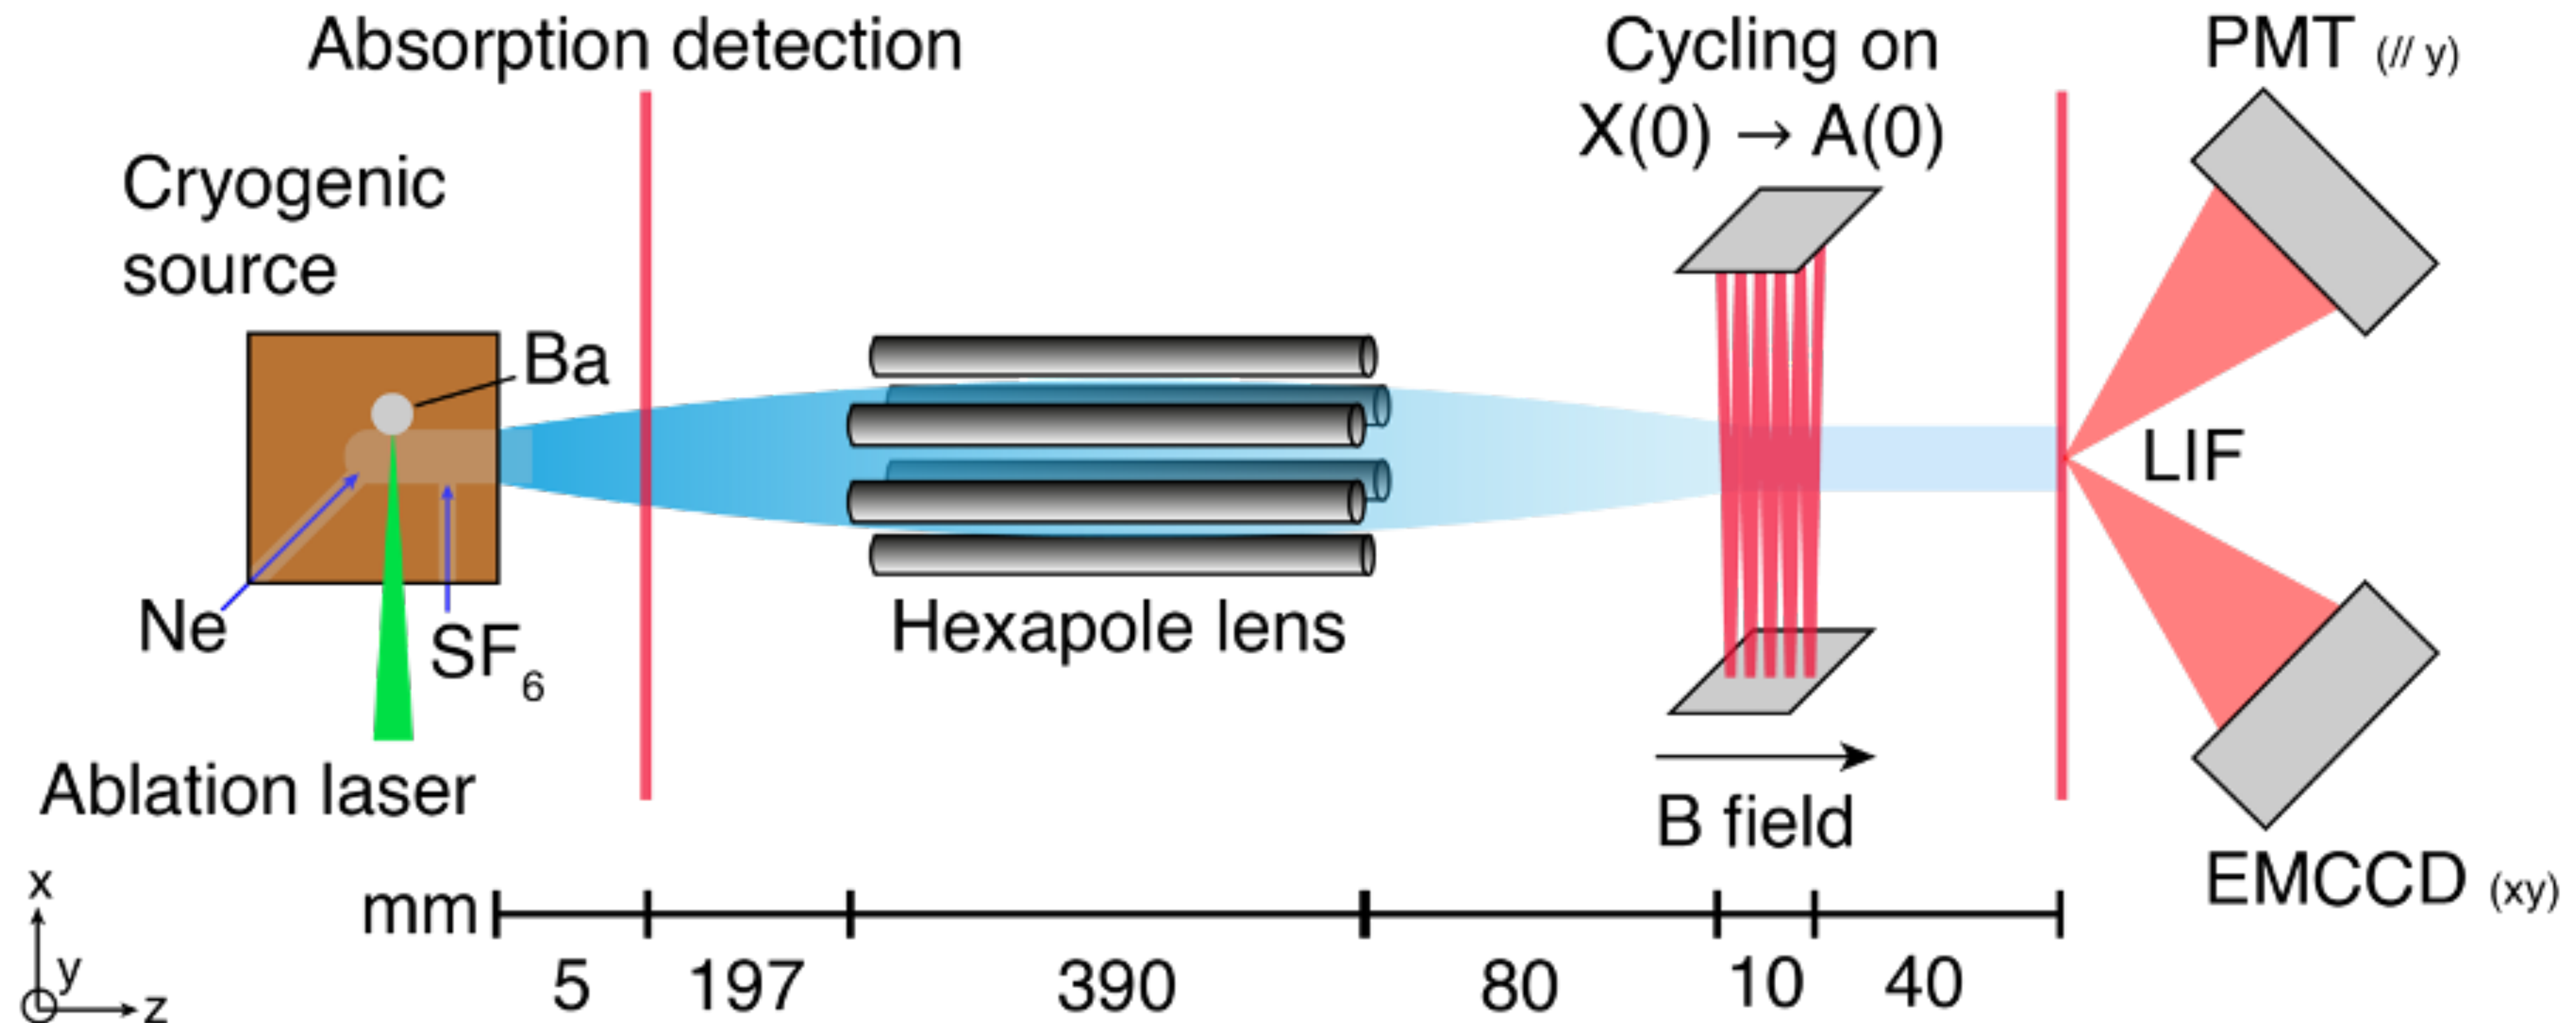 Absorption detection
Cycling on
X(0) → A(0)
PMT (// y)
Cryogenic
source
Ba
LIF
Ne
SF6
Hexapole lens
Ablation laser
B field
EMCCD (xy)
x
y
z
mm
5 197 390 80 10 40